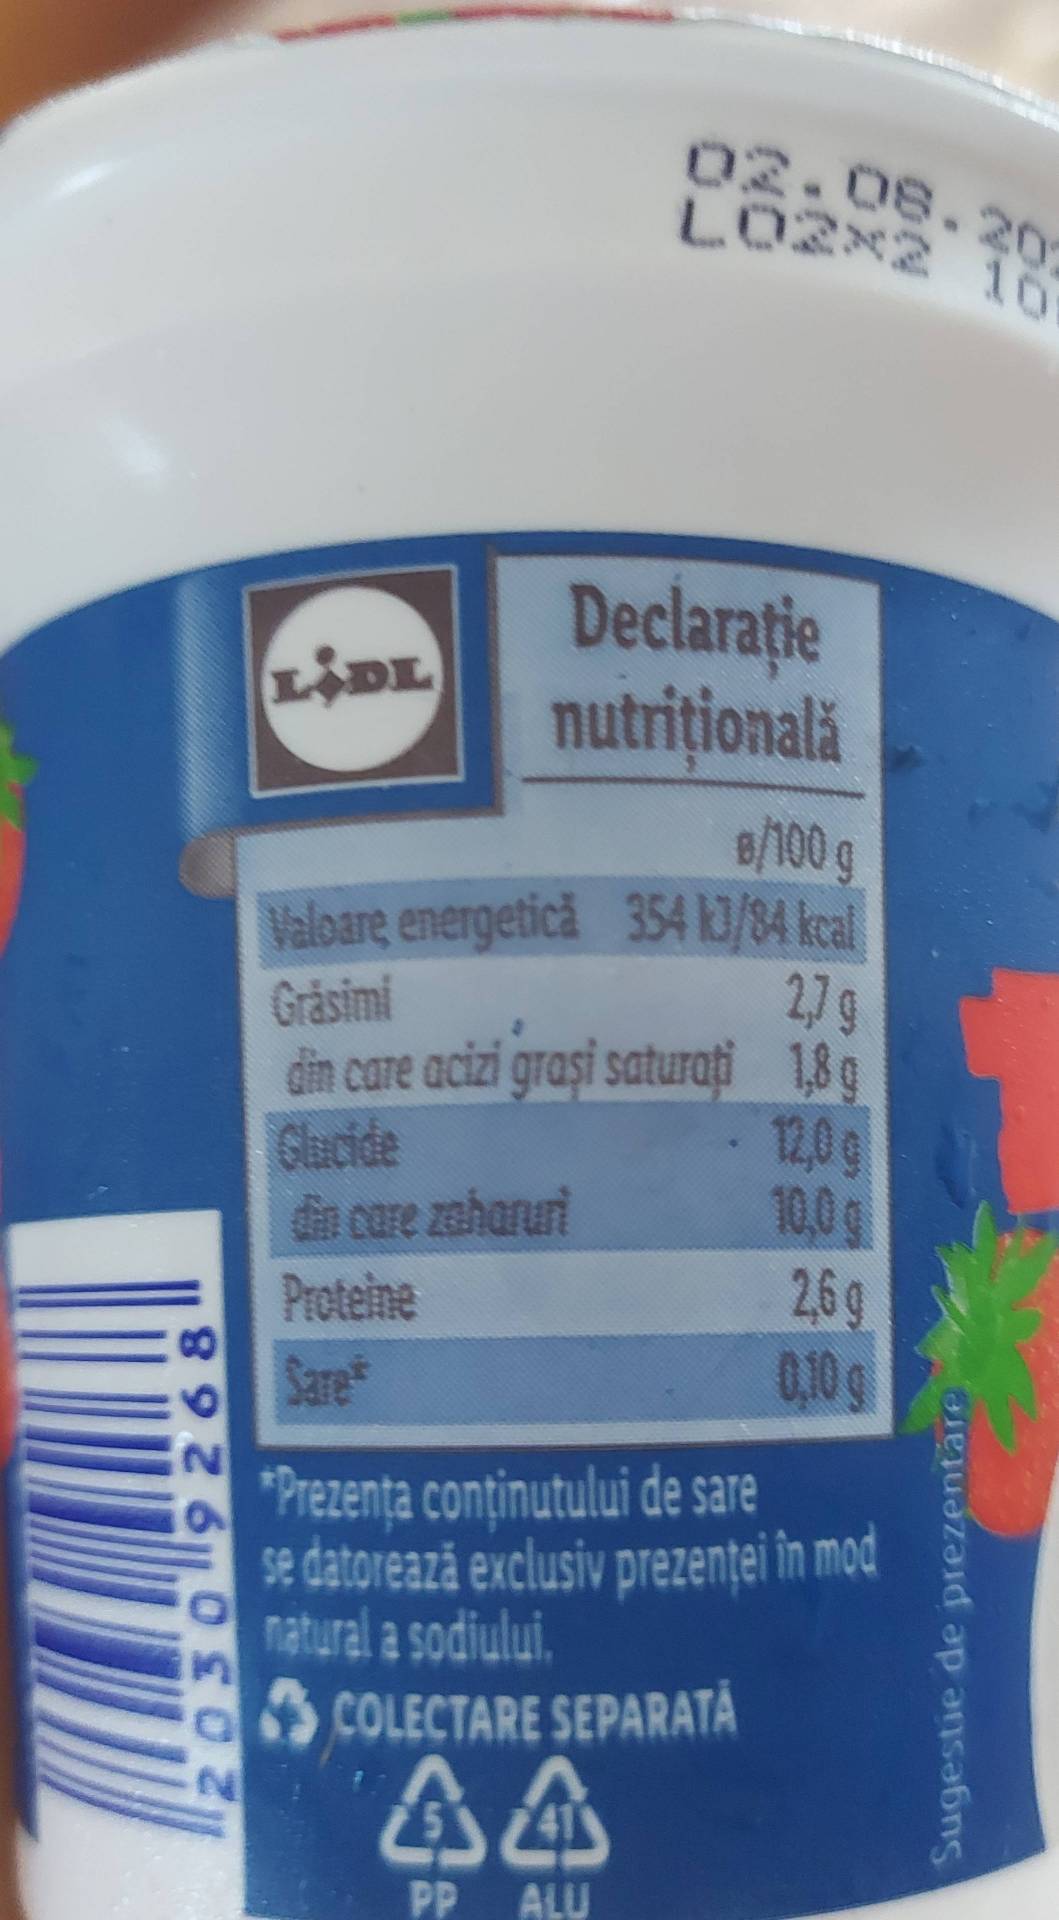 02.08.202
L02X2 10
LIDL
Declarație
nutrițională
ø/100 g
Valoare energetică 354 kJ/84 kcal
Grăsimi 2,7 g
din care acizi grași saturați 1,8 g
Glucide 12,0 g
din care zaharuri 10,0 g
Proteine 2,6 g
Sare* 0,10 g
*Prezența conținutului de sare
se datorează exclusiv prezenței în mod
natural a sodiului.
COLECTARE SEPARATĂ
5 41
PP ALU
20309268
Sugestie de prezentare